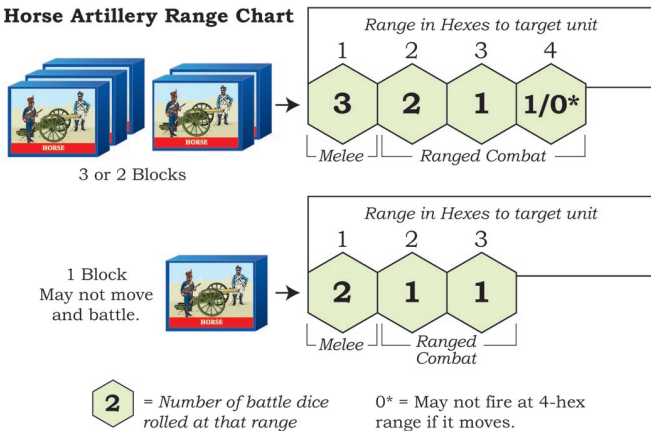 Horse Artillery Range Chart
Range in Hexes to target unit
1 2 3 4
3 2 1 1/0*
Melee Ranged Combat
HORSE HORSE
3 or 2 Blocks
Range in Hexes to target unit
1 2 3
2 1 1
Melee Ranged
Combat
1 Block
May not move
and battle.
HORSE
2 = Number of battle dice
rolled at that range
0* = May not fire at 4-hex
range if it moves.